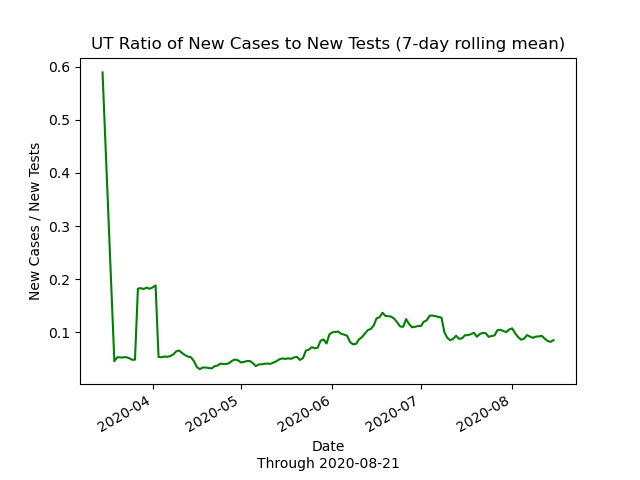 UT Ratio of New Cases to New Tests (7-day rolling mean)
New Cases / New Tests
0.6
0.5
0.4
0.3
0.2
0.1
2020-04
2020-05
2020-06
2020-07
2020-08
Date
Through 2020-08-21